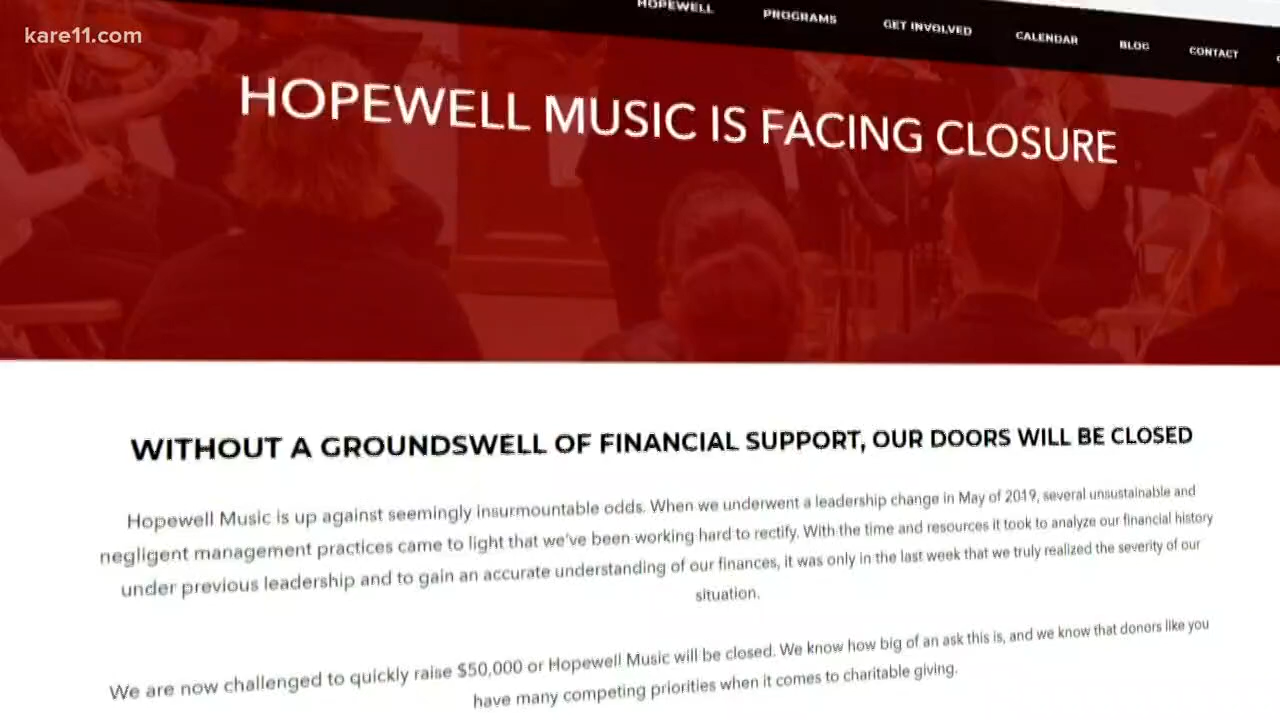 kare11.com
HOPEWELL PROGRAMS GET INVOLVED CALENDAR BLOG CONTACT
HOPEWELL MUSIC IS FACING CLOSURE
WITHOUT A GROUNDSWELL OF FINANCIAL SUPPORT, OUR DOORS WILL BE CLOSED
Hopewell Music is up against seemingly insurmountable odds. When we underwent a leadership change in May of 2019, several unsustainable and
negligent management practices came to light that we've been working hard to rectify. With the time and resources it took to analyze our financial history
under previous leadership and to gain an accurate understanding of our finances, it was only in the last week that we truly realized the severity of our
situation.
We are now challenged to quickly raise $50,000 or Hopewell Music will be closed. We know how big of an ask this is, and we know that donors like you
have many competing priorities when it comes to charitable giving.